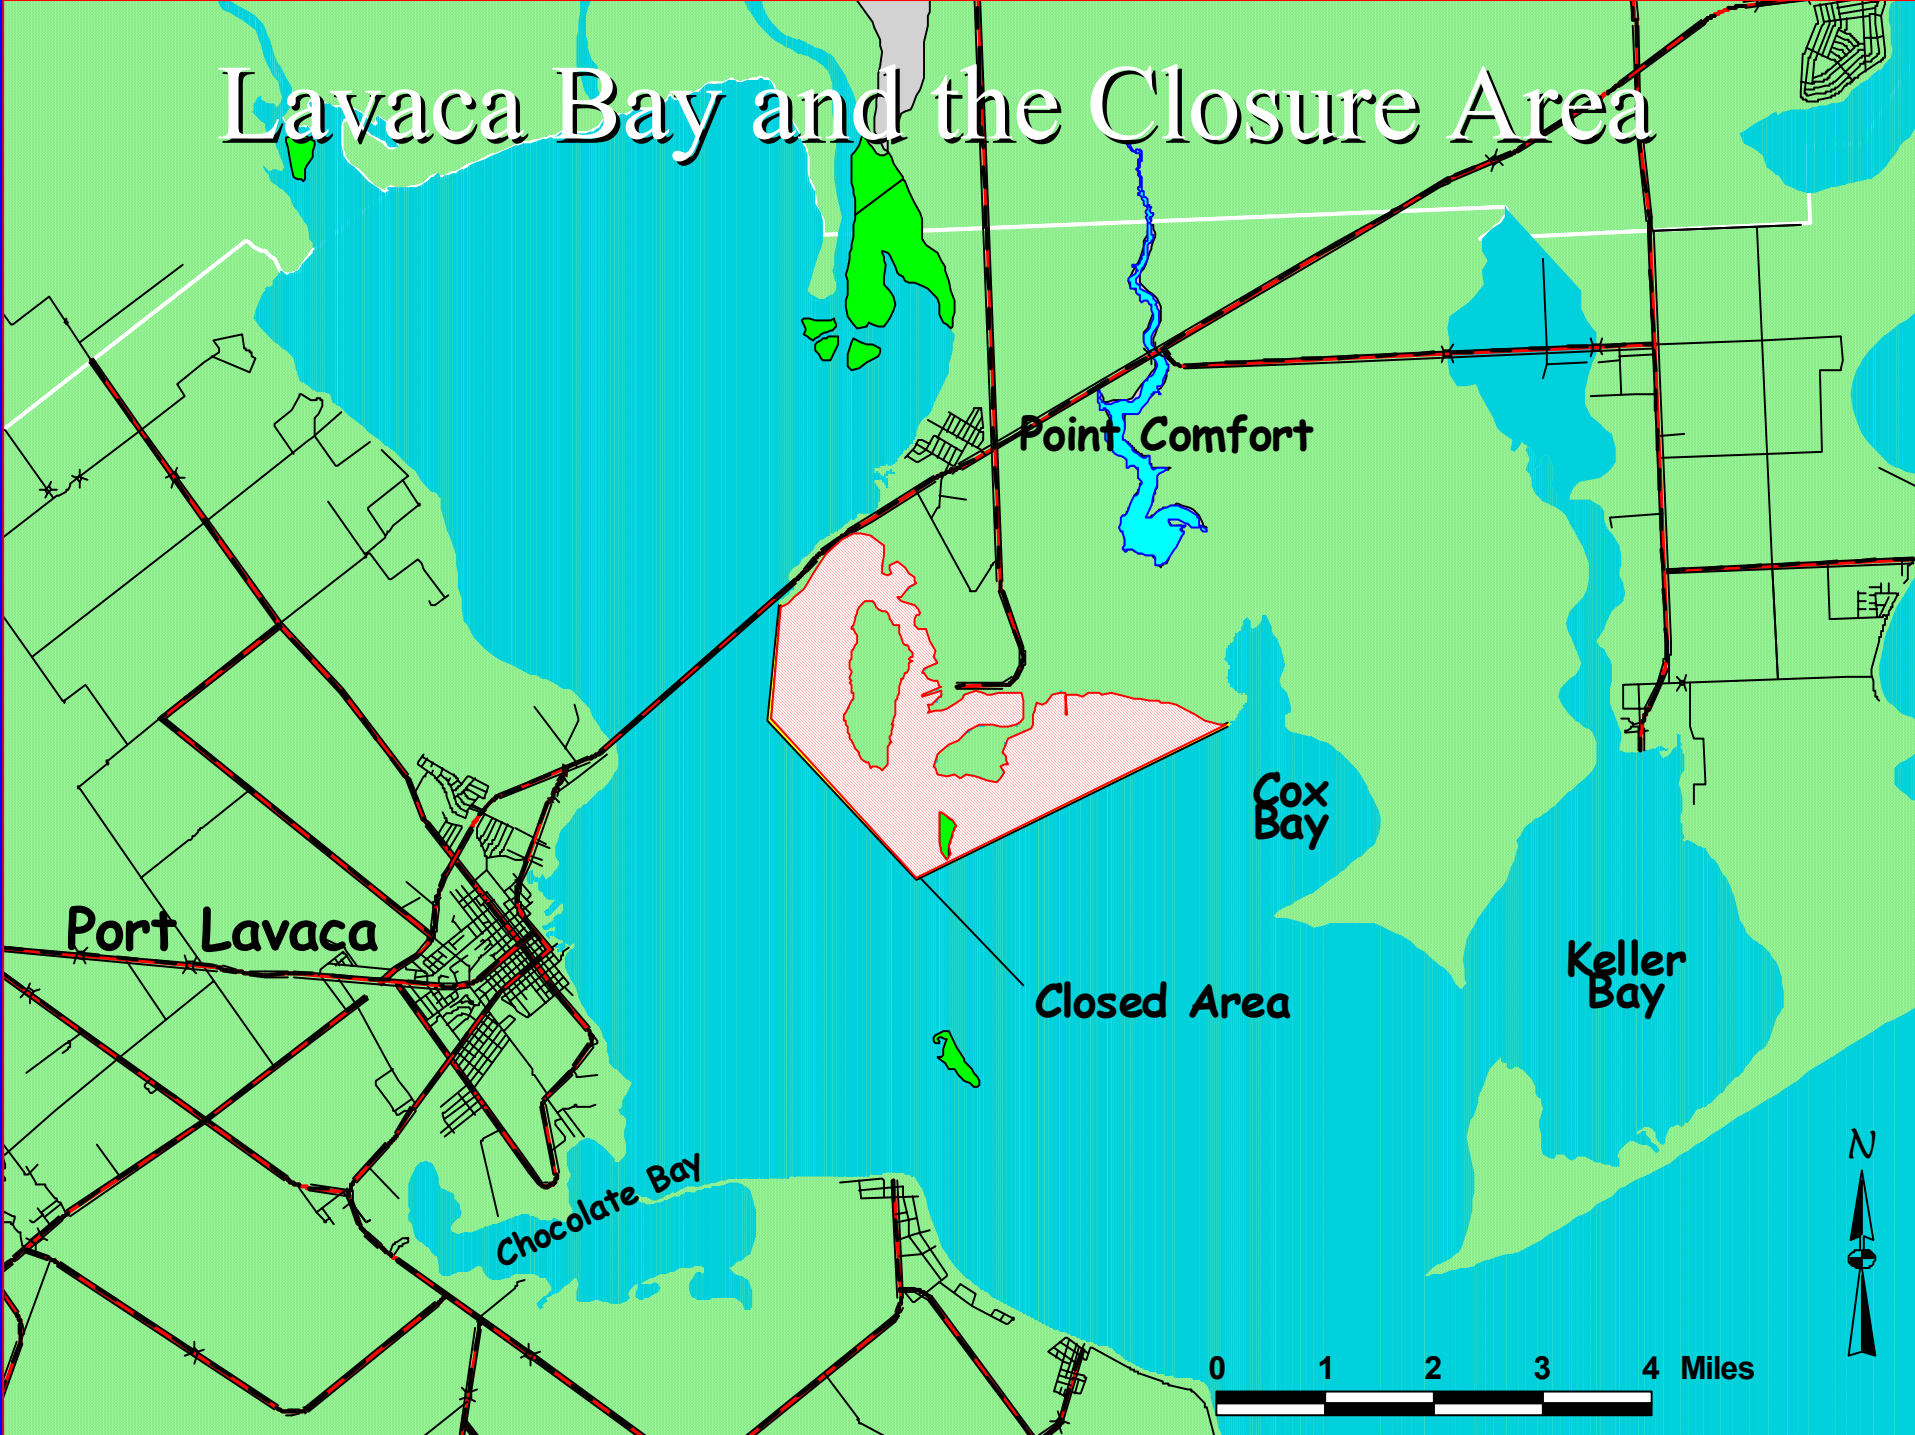 Lavaca Bay and the Closure Area
Point Comfort
Cox
Bay
Port Lavaca
Keller
Bay
Closed Area
Chocolate Bay
N
0 1 2 3 4 Miles